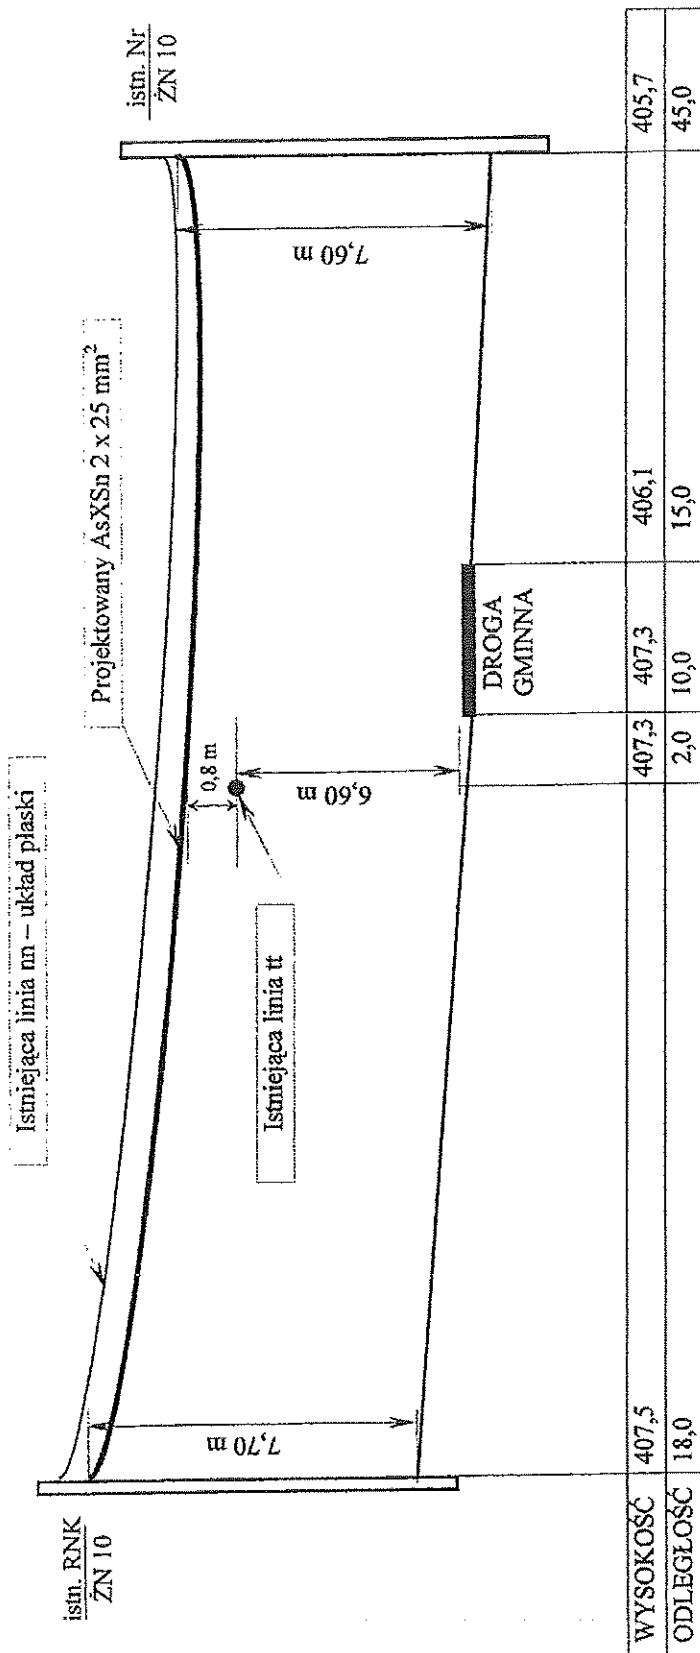 istn. RNK
ŻN 10
Istniejąca linia nn – układ płaski
Projektowany AsXSn 2 x 25 mm²
istn. Nr
ŻN 10
7,70 m
0,8 m
6,60 m
7,60 m
Istniejąca linia tt
DROGA
GMINNA
WYSOKOŚĆ 407,5 407,3 407,3 406,1 405,7
ODLEGŁOŚĆ 18,0 2,0 10,0 15,0 45,0